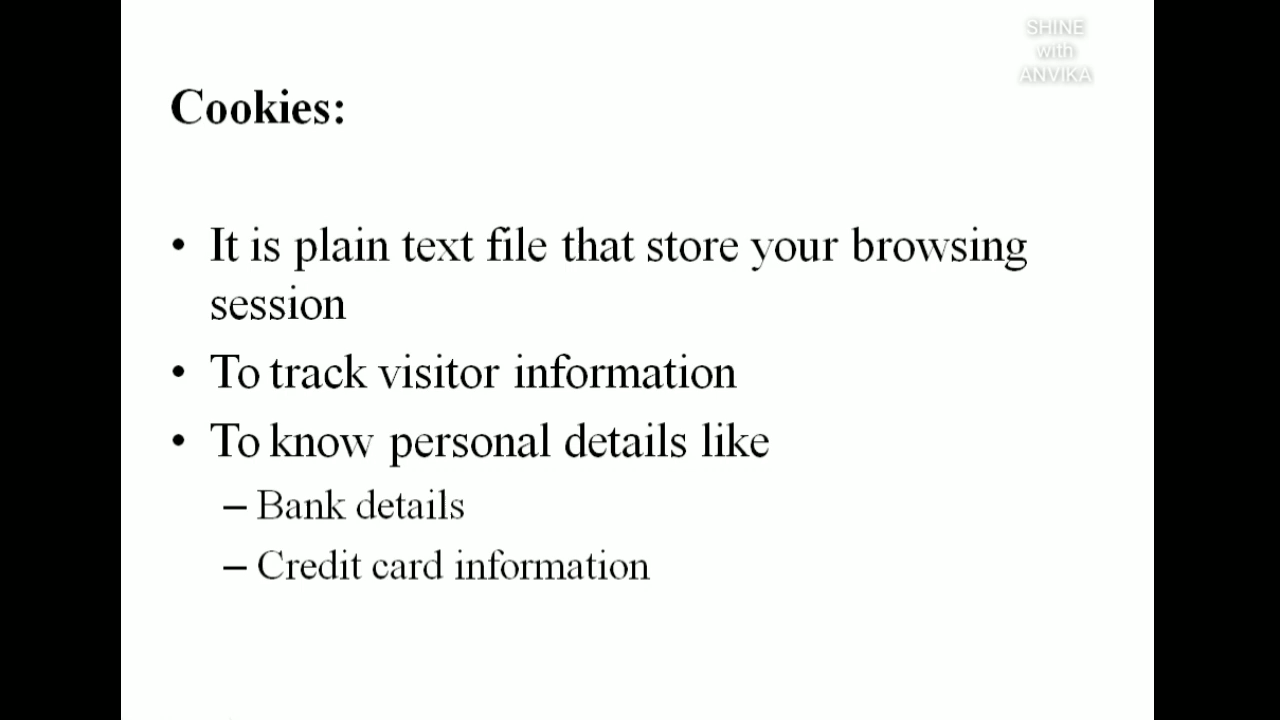 SHINE
with
ANVIKA
Cookies:
• It is plain text file that store your browsing
session
• To track visitor information
• To know personal details like
– Bank details
– Credit card information